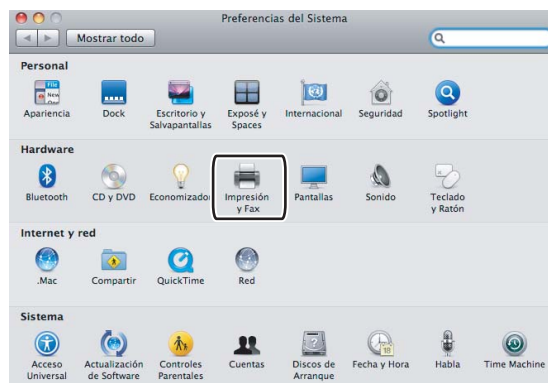 Preferencias del Sistema
Mostrar todo
Personal
Apariencia Dock Escritorio y Salvapantallas Exposé y Spaces Internacional Seguridad Spotlight
Hardware
Bluetooth CD y DVD Economizador Impresión y Fax Pantallas Sonido Teclado y Ratón
Internet y red
.Mac Compartir QuickTime Red
Sistema
Acceso Universal Actualización de Software Controles Parentales Cuentas Discos de Arranque Fecha y Hora Habla Time Machine